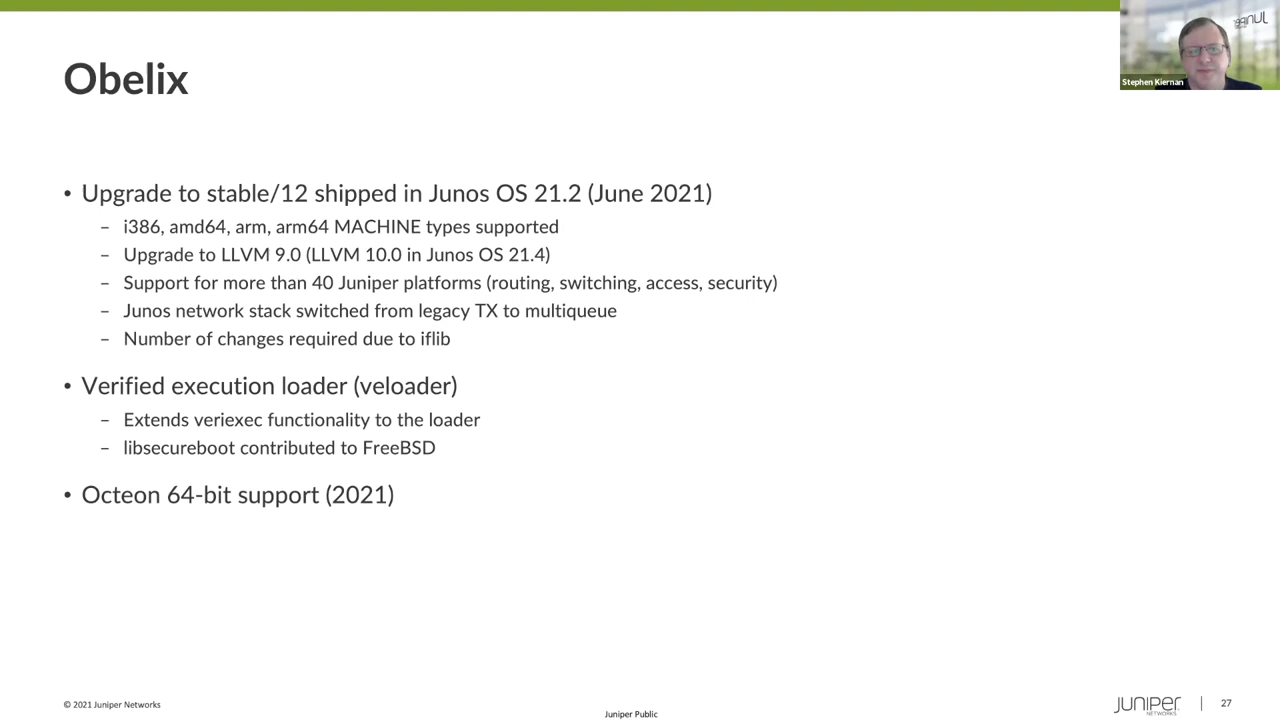 Obelix
Stephen Kiernan
• Upgrade to stable/12 shipped in Junos OS 21.2 (June 2021)
– i386, amd64, arm, arm64 MACHINE types supported
– Upgrade to LLVM 9.0 (LLVM 10.0 in Junos OS 21.4)
– Support for more than 40 Juniper platforms (routing, switching, access, security)
– Junos network stack switched from legacy TX to multiqueue
– Number of changes required due to iflib
• Verified execution loader (veloader)
– Extends veriexec functionality to the loader
– libsecureboot contributed to FreeBSD
• Octeon 64-bit support (2021)
© 2021 Juniper Networks
Juniper Public
JUNIPER
NETWORKS
27